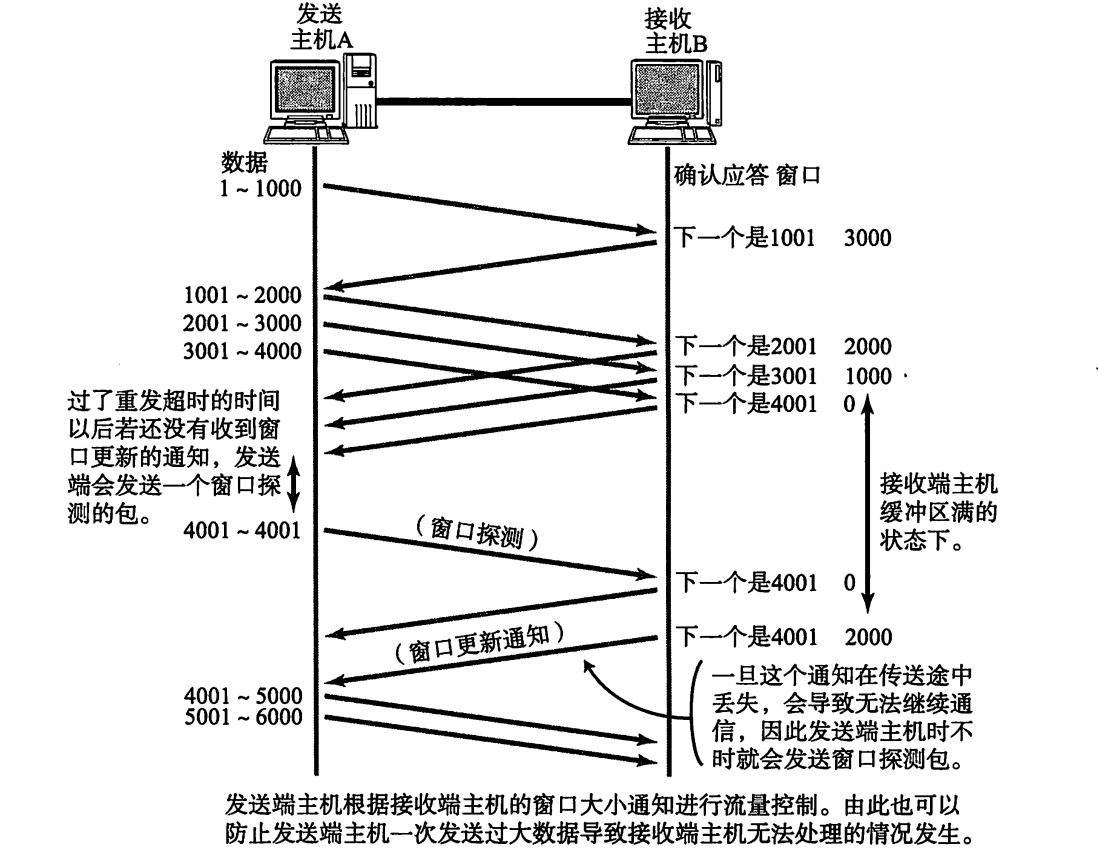 发送
主机A
接收
主机B
数据
确认应答 窗口
1～1000
下一个是1001 3000
1001～2000
2001～3000
3001～4000
下一个是2001 2000
下一个是3001 1000
下一个是4001 0
过了重发超时的时间
以后若还没有收到窗
口更新的通知，发送
端会发送一个窗口探
测的包。
接收端主机
缓冲区满的
状态下。
4001～4001
（窗口探测）
下一个是4001 0
下一个是4001 2000
（窗口更新通知）
4001～5000
5001～6000
一旦这个通知在传送途中
丢失，会导致无法继续通
信，因此发送端主机时不
时就会发送窗口探测包。
发送端主机根据接收端主机的窗口大小通知进行流量控制。由此也可以
防止发送端主机一次发送过大数据导致接收端主机无法处理的情况发生。